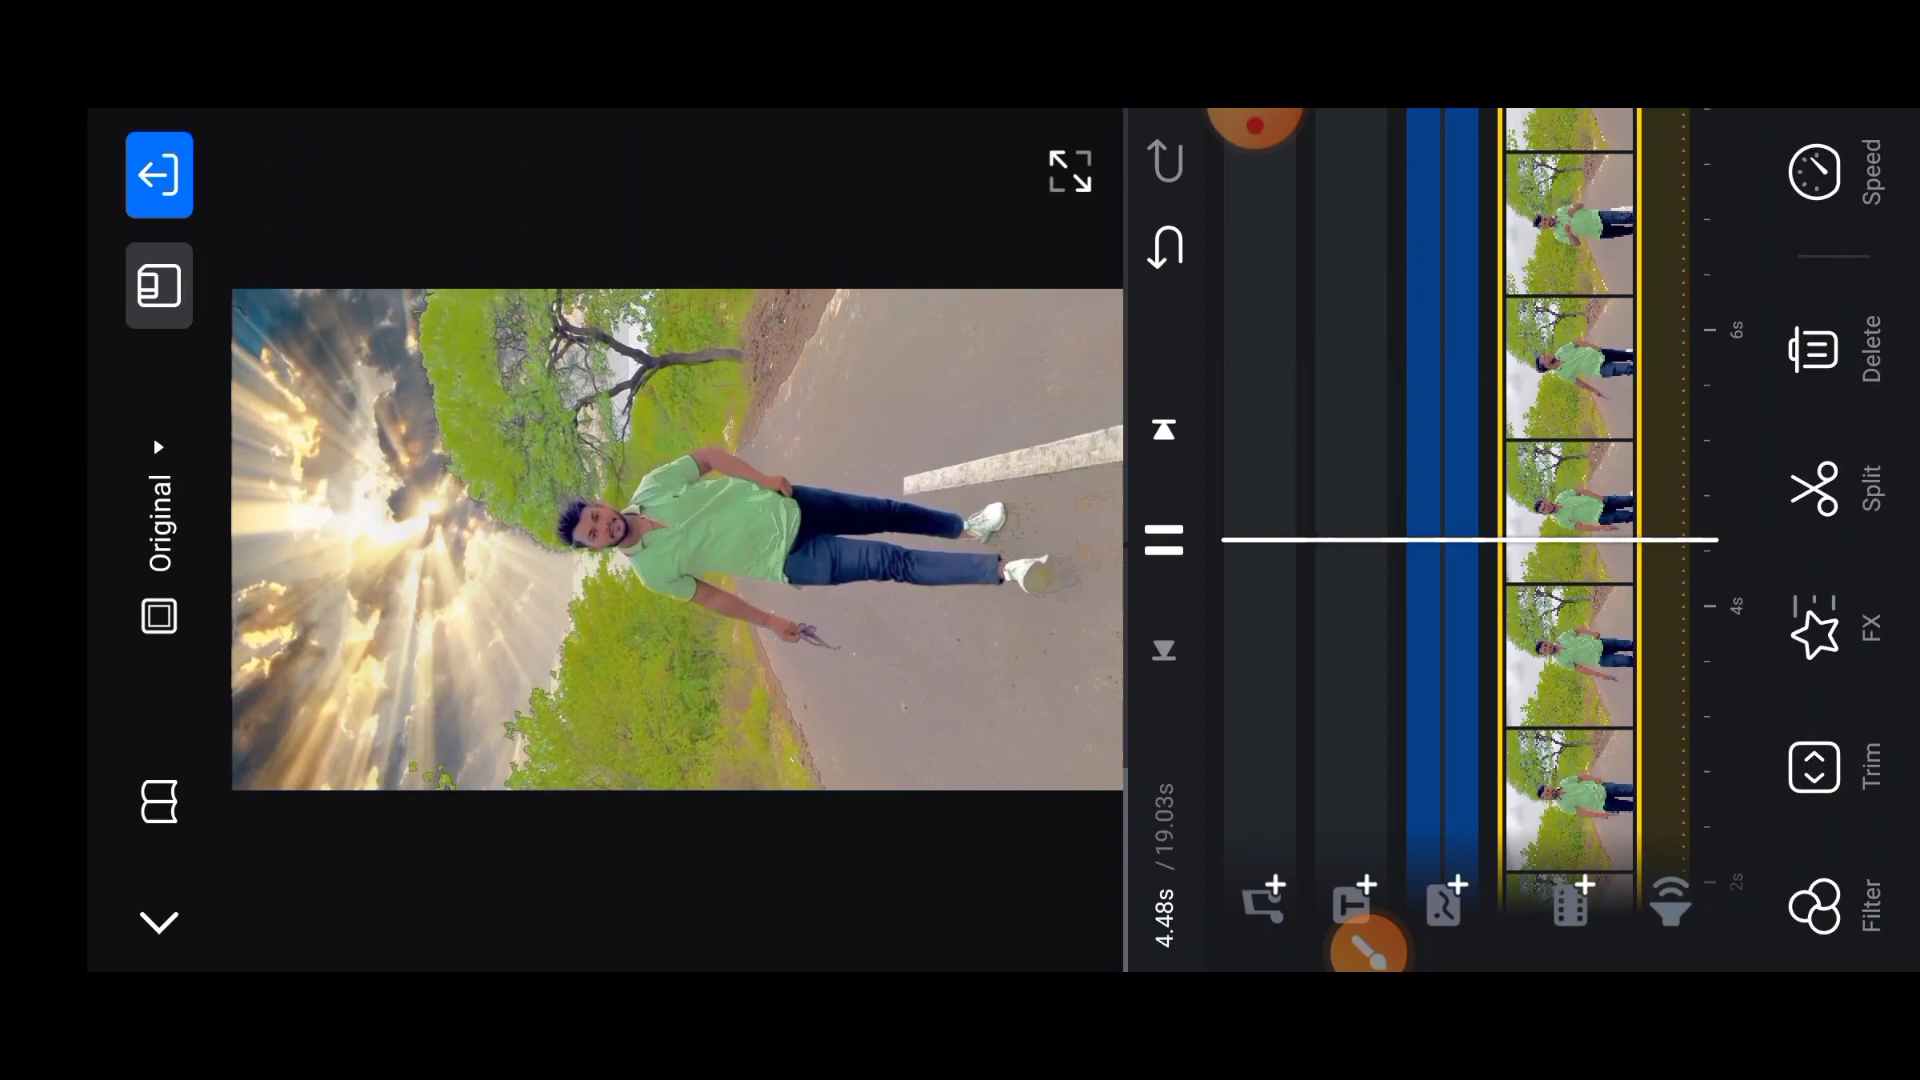 Original
4.48s / 19.03s
2s
4s
6s
Filter
Trim
FX
Split
Delete
Speed